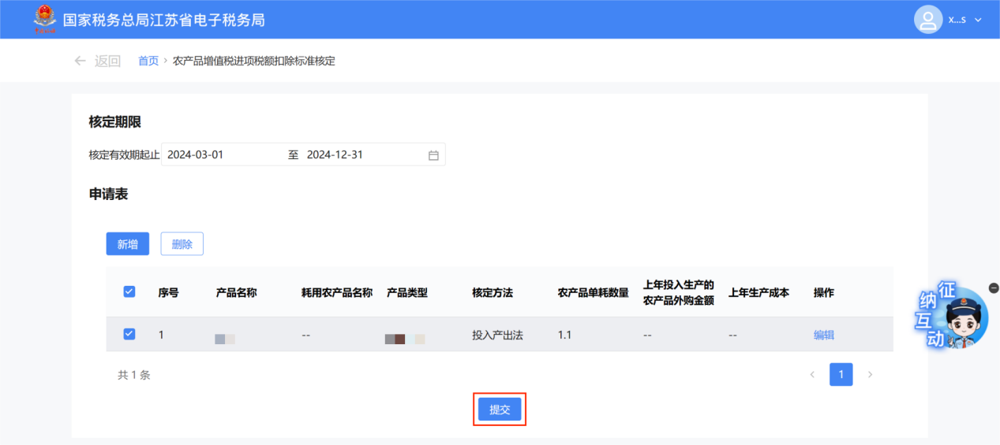 国家税务总局江苏省电子税务局
x...s
返回 首页 > 农产品增值税进项税额扣除标准核定
核定期限
核定有效期起止 2024-03-01 至 2024-12-31
申请表
新增 删除
序号 产品名称 耗用农产品名称 产品类型 核定方法 农产品单耗数量 上年投入生产的 上年生产成本 操作
农产品外购金额
1 -- 投入产出法 1.1 -- -- 编辑
共 1 条
< 1 >
提交
征
纳
互
动